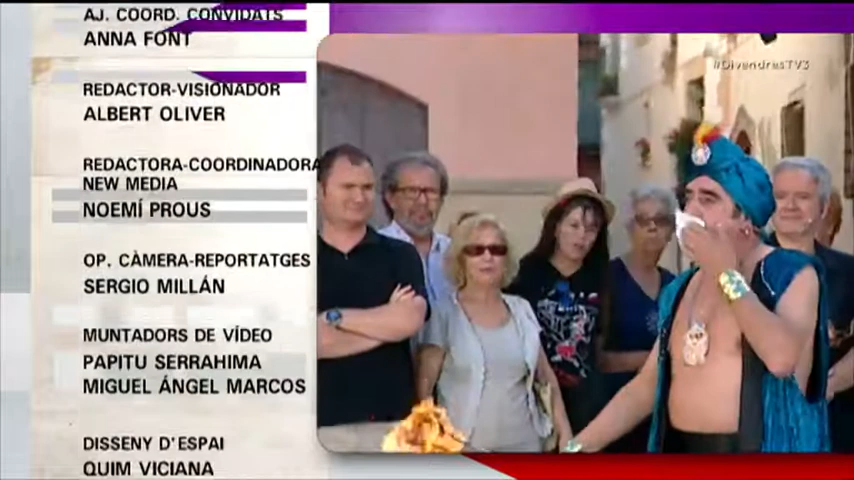 AJ. COORD. CONVIDATS
ANNA FONT
#DivendresTV3
REDACTOR-VISIONADOR
ALBERT OLIVER
REDACTORA-COORDINADORA
NEW MEDIA
NOEMÍ PROUS
OP. CÀMERA-REPORTATGES
SERGIO MILLÁN
MUNTADORS DE VÍDEO
PAPITU SERRAHIMA
MIGUEL ÁNGEL MARCOS
DISSENY D'ESPAI
QUIM VICIANA